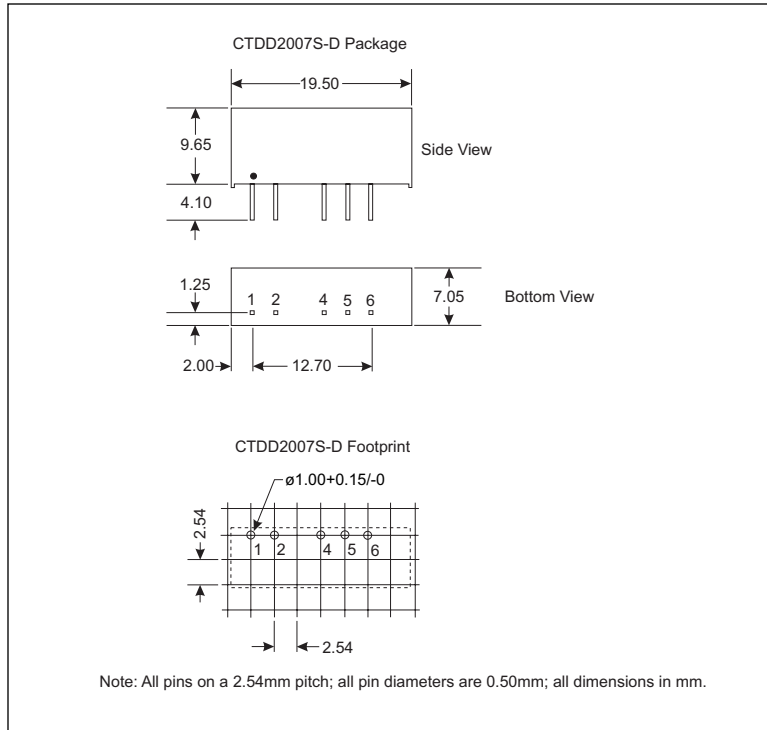 CTDD2007S-D Package
19.50
9.65
Side View
4.10
1.25
1 2 4 5 6
7.05
Bottom View
2.00
12.70
CTDD2007S-D Footprint
ø1.00+0.15/-0
2.54
1 2 4 5 6
2.54
Note: All pins on a 2.54mm pitch; all pin diameters are 0.50mm; all dimensions in mm.